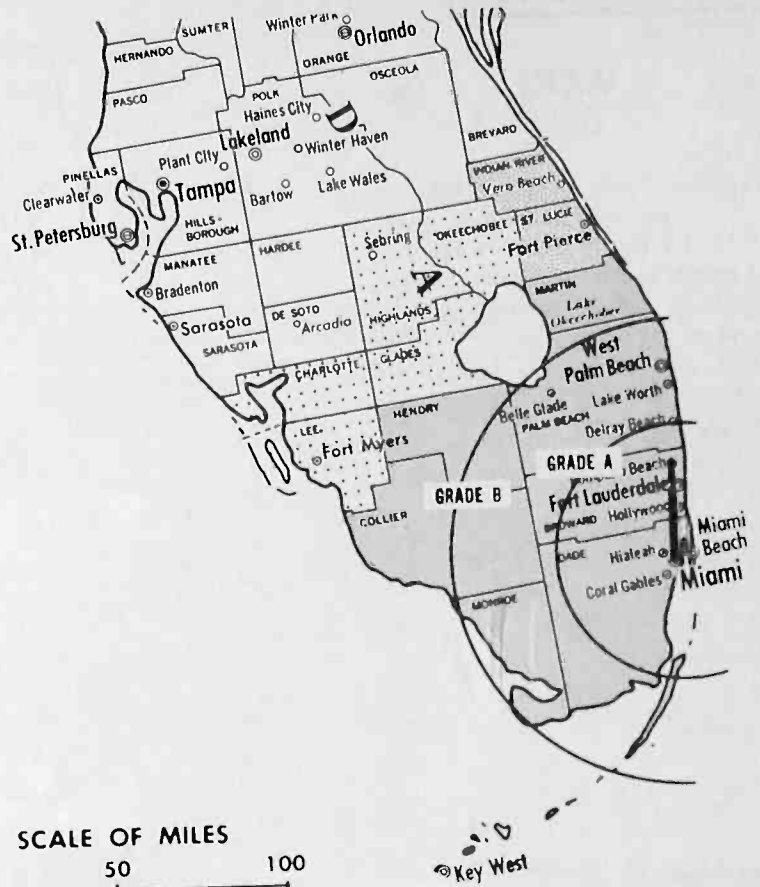 Winter Park
Orlando
SUMTER
HERNANDO
ORANGE
OSCEOLA
PASCO
POLK
Haines City
D
Lakeland
BREVARD
Winter Haven
Plant City
INDIAN RIVER
PINELLAS
Vero Beach
Clearwater
Tampa
Bartow
Lake Wales
St. Petersburg
HILLS-
BOROUGH
OKEECHOBEE
ST. LUCIE
HARDEE
Sebring
Fort Pierce
MANATEE
A
Bradenton
MARTIN
DE SOTO
HIGHLANDS
Lake
Okeechobee
Sarasota
Arcadia
SARASOTA
CHARLOTTE
GLADES
West
Palm Beach
Lake Worth
HENDRY
Belle Glade
PALM BEACH
Delray Beach
LEE
Fort Myers
GRADE A
Beach
GRADE B
Fort Lauderdale
COLLIER
BROWARD
Hollywood
Miami
Beach
DADE
Hialeah
Coral Gables
Miami
MONROE
SCALE OF MILES
50 100
Key West